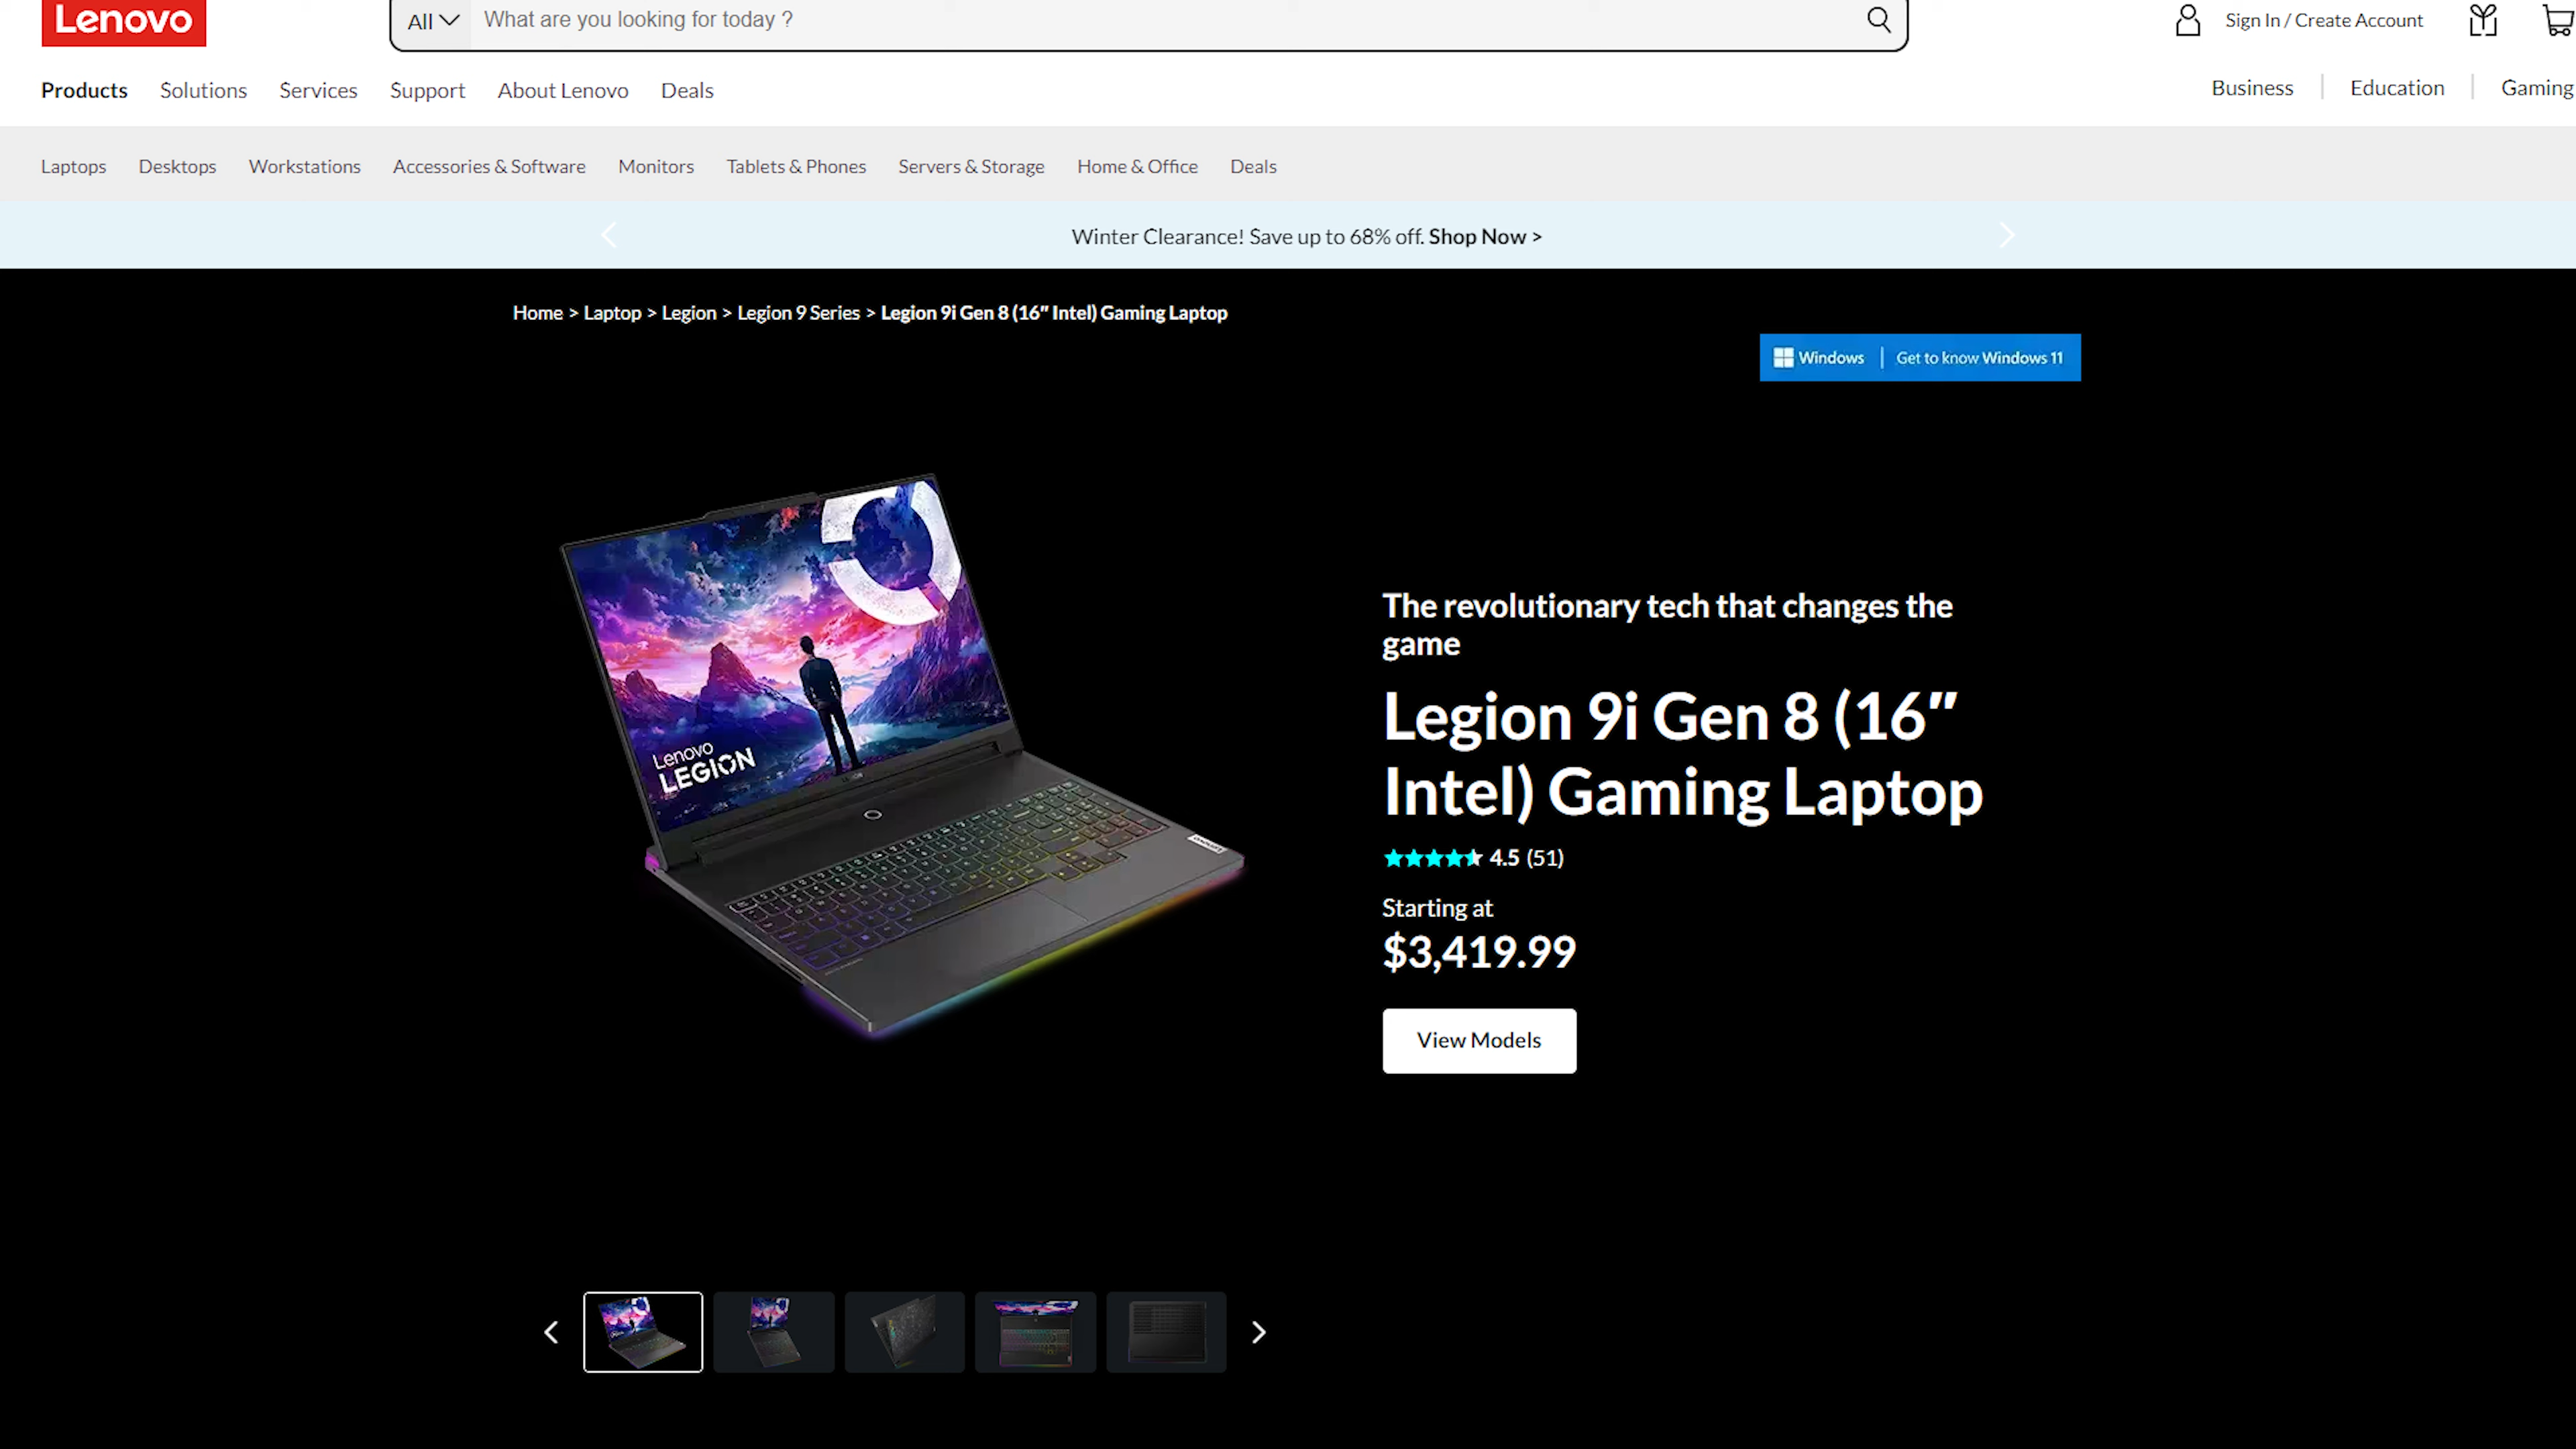 Lenovo
All
What are you looking for today ?
Sign In / Create Account
Products
Solutions
Services
Support
About Lenovo
Deals
Business
Education
Gaming
Laptops
Desktops
Workstations
Accessories & Software
Monitors
Tablets & Phones
Servers & Storage
Home & Office
Deals
Winter Clearance! Save up to 68% off. Shop Now >
Home > Laptop > Legion > Legion 9 Series > Legion 9i Gen 8 (16″ Intel) Gaming Laptop
Windows
Get to know Windows 11
Lenovo
LEGION
The revolutionary tech that changes the
game
Legion 9i Gen 8 (16″
Intel) Gaming Laptop
4.5 (51)
Starting at
$3,419.99
View Models